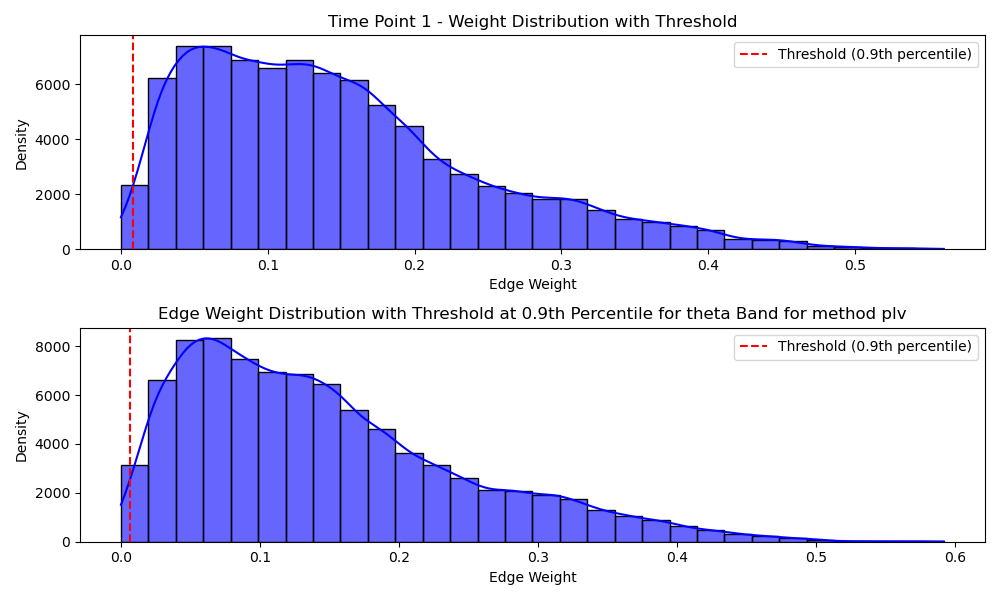 Time Point 1 - Weight Distribution with Threshold
Threshold (0.9th percentile)
Density
6000
4000
2000
0
0.0 0.1 0.2 0.3 0.4 0.5
Edge Weight
Edge Weight Distribution with Threshold at 0.9th Percentile for theta Band for method plv
Threshold (0.9th percentile)
Density
8000
6000
4000
2000
0
0.0 0.1 0.2 0.3 0.4 0.5 0.6
Edge Weight